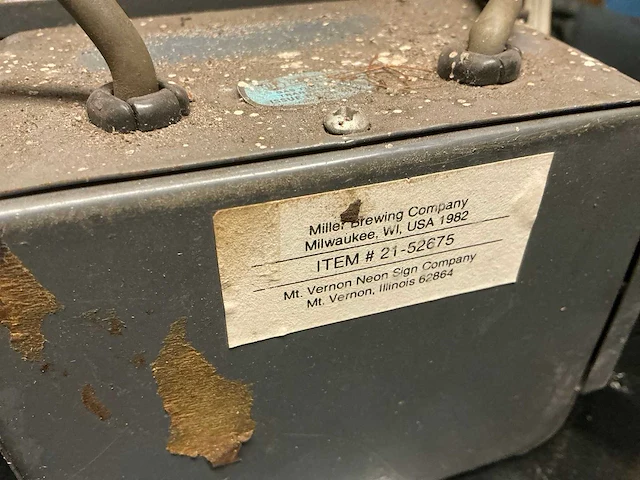 Miller Brewing Company
Milwaukee, WI, USA 1982
ITEM # 21-52675
Mt. Vernon Neon Sign Company
Mt. Vernon, Illinois 62864